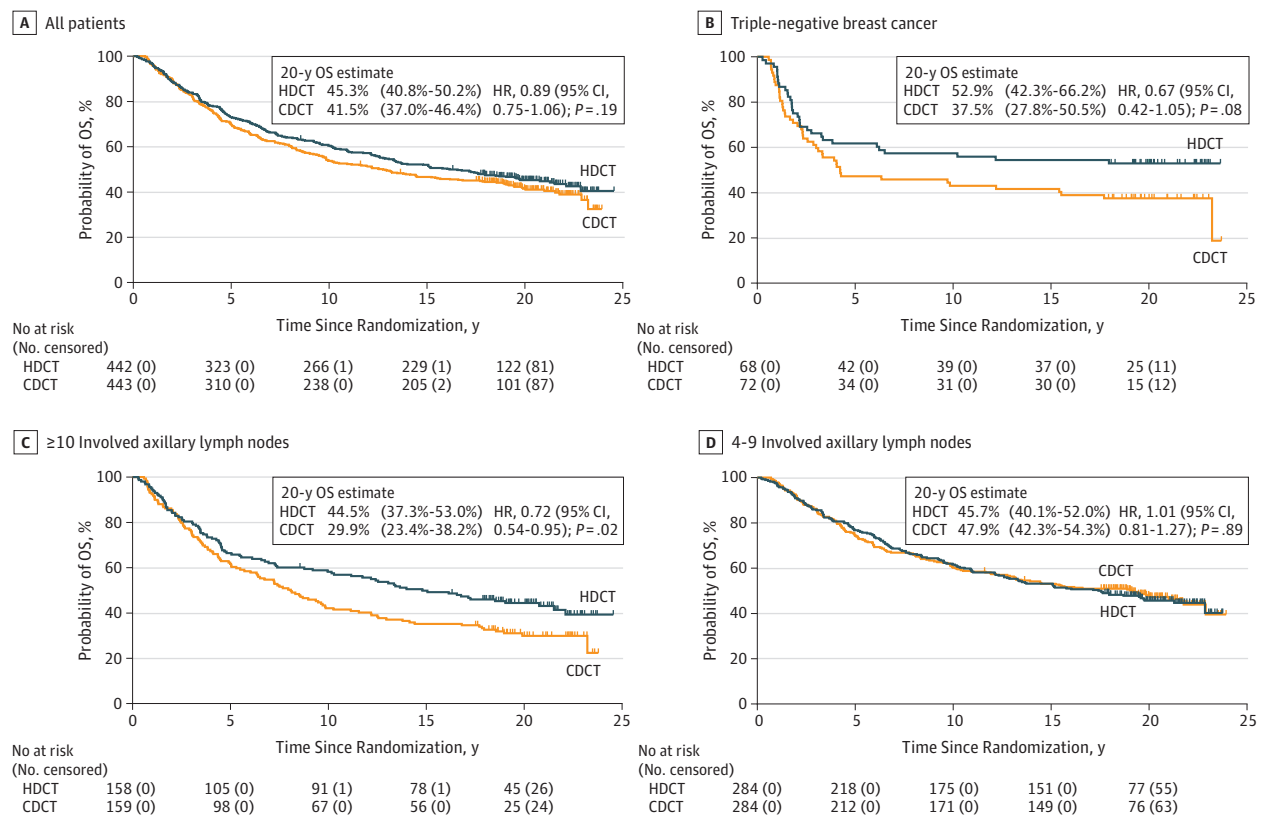 A All patients
100
80
60
40
20
0
Probability of OS, %
20-y OS estimate
HDCT 45.3% (40.8%-50.2%) HR, 0.89 (95% CI,
CDCT 41.5% (37.0%-46.4%) 0.75-1.06); P = .19
HDCT
CDCT
0 5 10 15 20 25
Time Since Randomization, y
No at risk
(No. censored)
HDCT 442 (0) 323 (0) 266 (1) 229 (1) 122 (81)
CDCT 443 (0) 310 (0) 238 (0) 205 (2) 101 (87)
B Triple-negative breast cancer
100
80
60
40
20
0
Probability of OS, %
20-y OS estimate
HDCT 52.9% (42.3%-66.2%) HR, 0.67 (95% CI,
CDCT 37.5% (27.8%-50.5%) 0.42-1.05); P = .08
HDCT
CDCT
0 5 10 15 20 25
Time Since Randomization, y
No at risk
(No. censored)
HDCT 68 (0) 42 (0) 39 (0) 37 (0) 25 (11)
CDCT 72 (0) 34 (0) 31 (0) 30 (0) 15 (12)
C ≥10 Involved axillary lymph nodes
100
80
60
40
20
0
Probability of OS, %
20-y OS estimate
HDCT 44.5% (37.3%-53.0%) HR, 0.72 (95% CI,
CDCT 29.9% (23.4%-38.2%) 0.54-0.95); P = .02
HDCT
CDCT
0 5 10 15 20 25
Time Since Randomization, y
No at risk
(No. censored)
HDCT 158 (0) 105 (0) 91 (1) 78 (1) 45 (26)
CDCT 159 (0) 98 (0) 67 (0) 56 (0) 25 (24)
D 4-9 Involved axillary lymph nodes
100
80
60
40
20
0
Probability of OS, %
20-y OS estimate
HDCT 45.7% (40.1%-52.0%) HR, 1.01 (95% CI,
CDCT 47.9% (42.3%-54.3%) 0.81-1.27); P = .89
CDCT
HDCT
0 5 10 15 20 25
Time Since Randomization, y
No at risk
(No. censored)
HDCT 284 (0) 218 (0) 175 (0) 151 (0) 77 (55)
CDCT 284 (0) 212 (0) 171 (0) 149 (0) 76 (63)